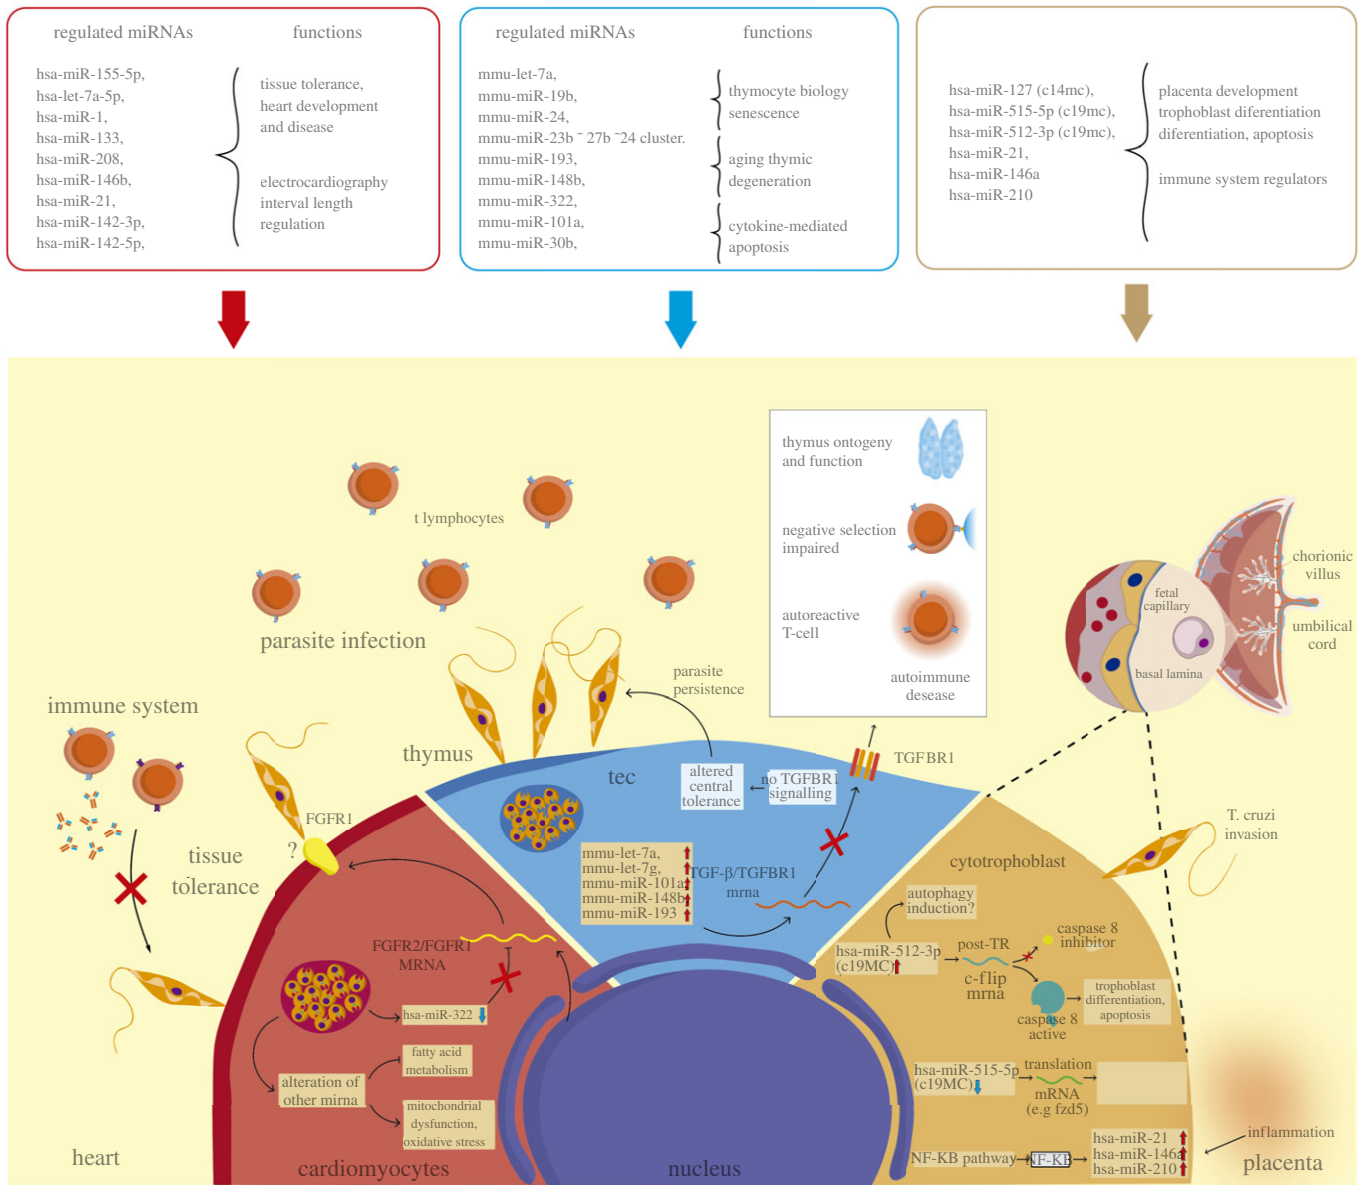 regulated miRNAs
functions
hsa-miR-155-5p,
hsa-let-7a-5p,
hsa-miR-1,
hsa-miR-133,
hsa-miR-208,
hsa-miR-146b,
hsa-miR-21,
hsa-miR-142-3p,
hsa-miR-142-5p,
tissue tolerance,
heart development
and disease
electrocardiography
interval length
regulation
regulated miRNAs
functions
mmu-let-7a,
mmu-miR-19b,
mmu-miR-24,
mmu-miR-23b ~ 27b ~24 cluster.
mmu-miR-193,
mmu-miR-148b,
mmu-miR-322,
mmu-miR-101a,
mmu-miR-30b,
thymocyte biology
senescence
aging thymic
degeneration
cytokine-mediated
apoptosis
hsa-miR-127 (c14mc),
hsa-miR-515-5p (c19mc),
hsa-miR-512-3p (c19mc),
hsa-miR-21,
hsa-miR-146a
hsa-miR-210
placenta development
trophoblast diferentiation
diferentiation, apoptosis
immune system regulators
t lymphocytes
parasite infection
immune system
thymus
parasite
persistence
thymus ontogeny
and function
negative selection
impaired
autoreactive
T-cell
autoimmune
desease
chorionic
villus
umbilical
cord
fetal
capillary
basal lamina
tissue
tolerance
FGFR1
?
tec
altered
central
tolerance
no TGFBR1
signalling
TGFBR1
mmu-let-7a,
mmu-let-7g,
mmu-miR-101a
mmu-miR-148b
mmu-miR-193
TGF-β/TGFBR1
mrna
FGFR2/FGFR1
MRNA
hsa-miR-322
fatty acid
metabolism
alteration of
other mirna
mitochondrial
dysfunction,
oxidative stress
heart
cardiomyocytes
nucleus
cytotrophoblast
T. cruzi
invasion
autophagy
induction?
hsa-miR-512-3p
(c19MC)
post-TR
c-flip
mrna
caspase 8
inhibitor
caspase 8
active
trophoblast
differentiation,
apoptosis
hsa-miR-515-5p
(c19MC)
translation
mRNA
(e.g fzd5)
NF-KB pathway
NF-KB
hsa-miR-21
hsa-miR-146a
hsa-miR-210
inflammation
placenta